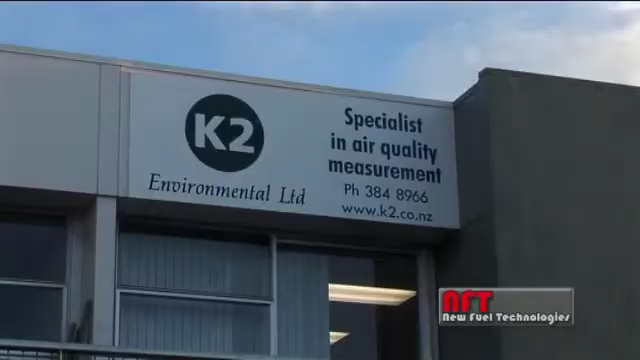 K2
Environmental Ltd
Specialist
in air quality
measurement
Ph 384 8966
www.k2.co.nz
NFT
New Fuel Technologies